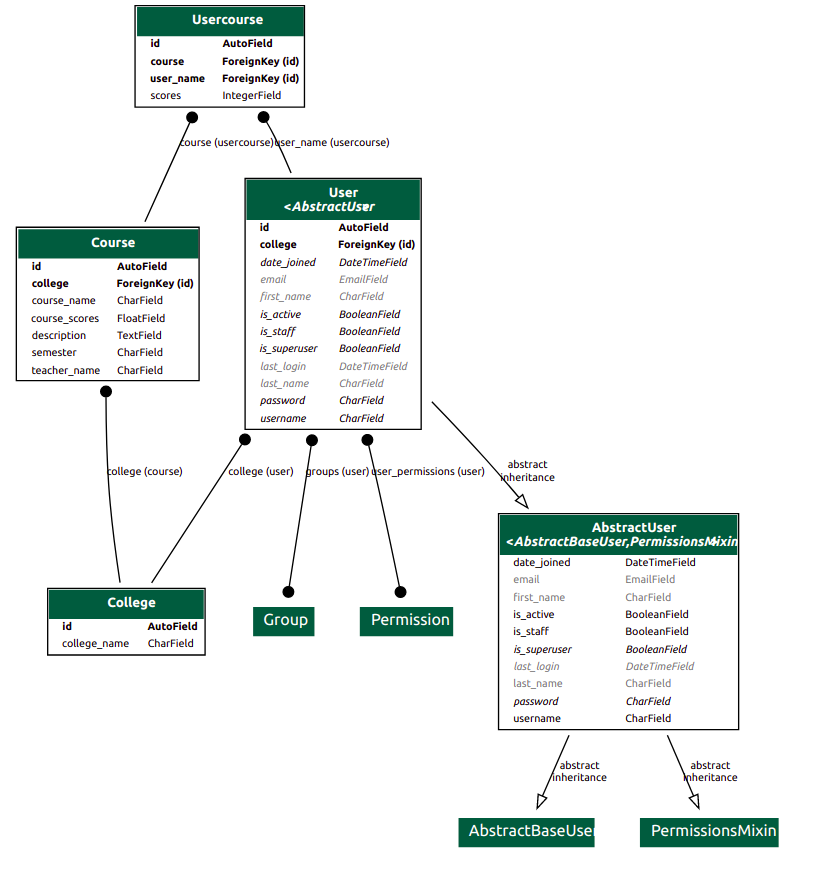 Usercourse
id AutoField
course ForeignKey (id)
user_name ForeignKey (id)
scores IntegerField
course (usercourse)
user_name (usercourse)
User
<AbstractUser>
id AutoField
college ForeignKey (id)
date_joined DateTimeField
email EmailField
first_name CharField
is_active BooleanField
is_staff BooleanField
is_superuser BooleanField
last_login DateTimeField
last_name CharField
password CharField
username CharField
Course
id AutoField
college ForeignKey (id)
course_name CharField
course_scores FloatField
description TextField
semester CharField
teacher_name CharField
college (course)
college (user)
groups (user)
user_permissions (user)
abstract
inheritance
College
id AutoField
college_name CharField
Group
Permission
AbstractUser
<AbstractBaseUser,PermissionsMixin>
date_joined DateTimeField
email EmailField
first_name CharField
is_active BooleanField
is_staff BooleanField
is_superuser BooleanField
last_login DateTimeField
last_name CharField
password CharField
username CharField
abstract
inheritance
abstract
inheritance
AbstractBaseUser
PermissionsMixin